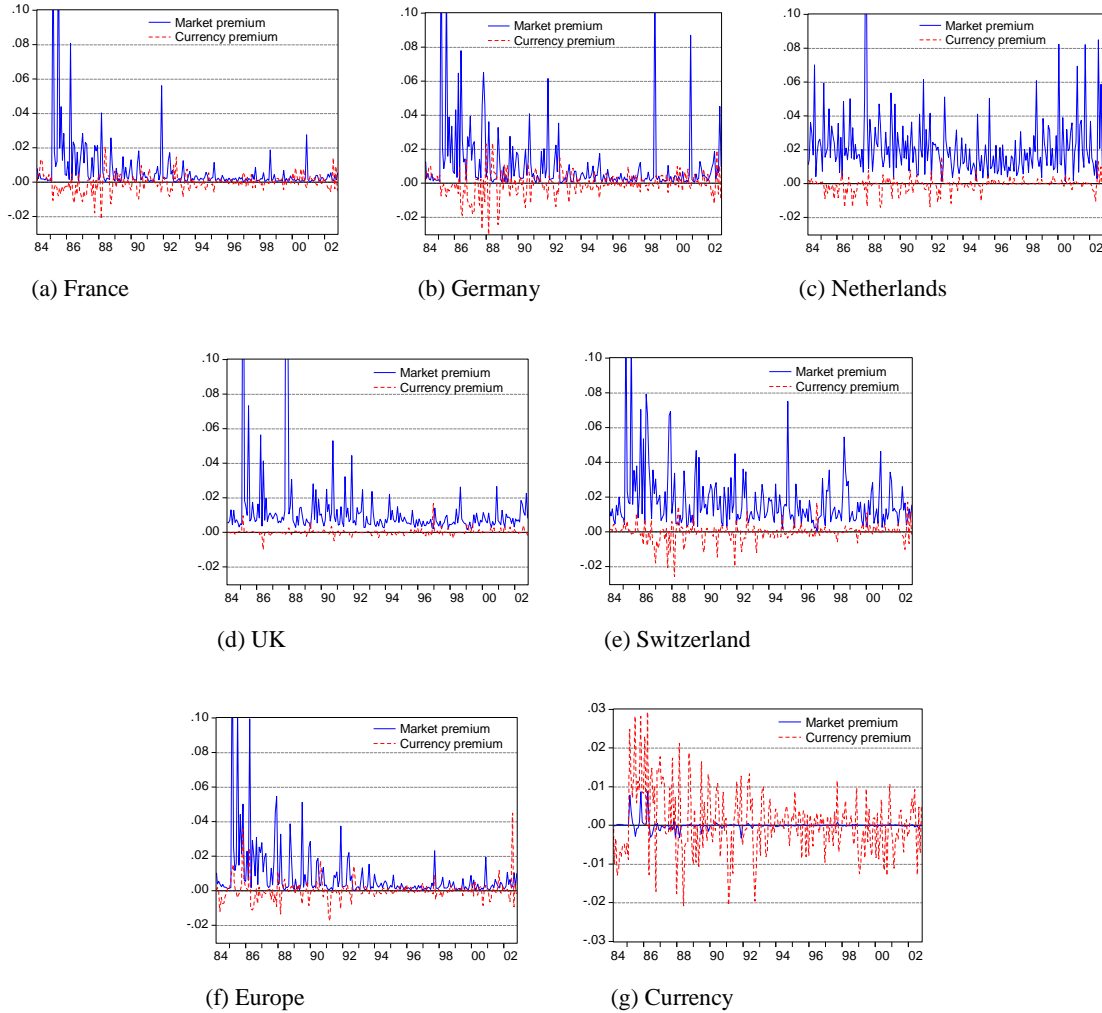 .10
.08
.06
.04
.02
.00
-.02
Market premium
Currency premium
84 86 88 90 92 94 96 98 00 02
(a) France
.10
.08
.06
.04
.02
.00
-.02
Market premium
Currency premium
84 86 88 90 92 94 96 98 00 02
(b) Germany
.10
.08
.06
.04
.02
.00
-.02
Market premium
Currency premium
84 86 88 90 92 94 96 98 00 02
(c) Netherlands
.10
.08
.06
.04
.02
.00
-.02
Market premium
Currency premium
84 86 88 90 92 94 96 98 00 02
(d) UK
.10
.08
.06
.04
.02
.00
-.02
Market premium
Currency premium
84 86 88 90 92 94 96 98 00 02
(e) Switzerland
.10
.08
.06
.04
.02
.00
-.02
Market premium
Currency premium
84 86 88 90 92 94 96 98 00 02
(f) Europe
.03
.02
.01
.00
-.01
-.02
-.03
Market premium
Currency premium
84 86 88 90 92 94 96 98 00 02
(g) Currency